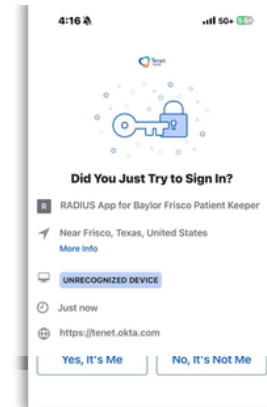 4:16
5G+
Tenet
Did You Just Try to Sign In?
R RADIUS App for Baylor Frisco Patient Keeper
Near Frisco, Texas, United States
More Info
UNRECOGNIZED DEVICE
Just now
https://tenet.okta.com
Yes, It's Me No, It's Not Me